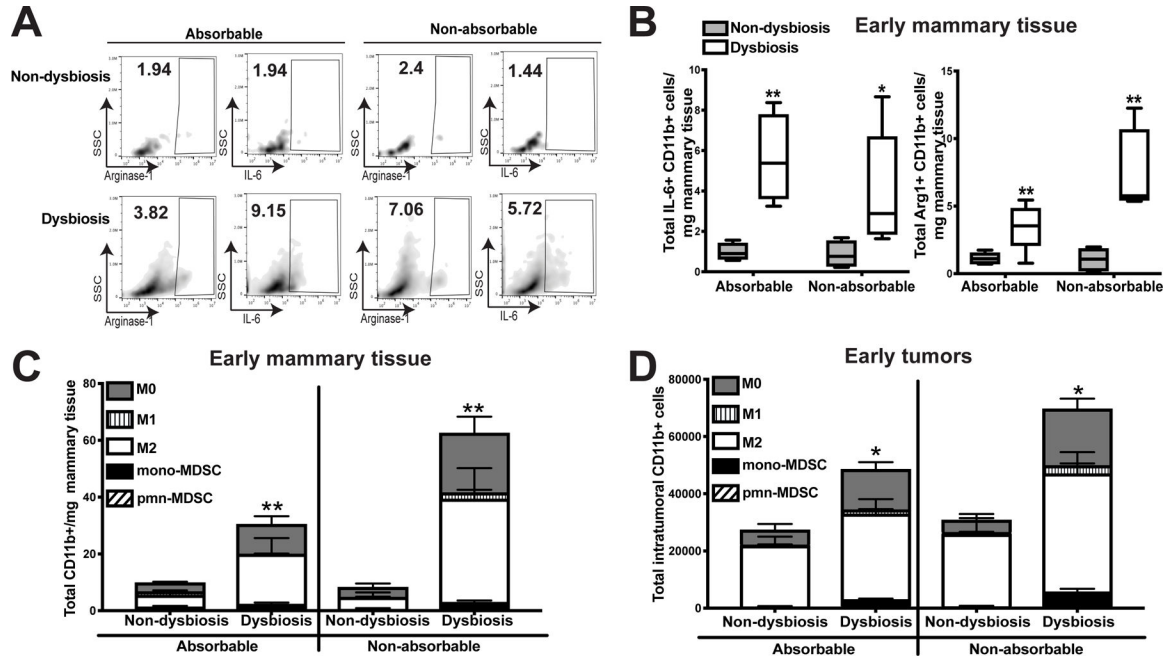 A
Absorbable
Non-absorbable
Non-dysbiosis
1.94
1.94
2.4
1.44
SSC
SSC
SSC
SSC
Arginase-1
IL-6
Arginase-1
IL-6
Dysbiosis
3.82
9.15
7.06
5.72
SSC
SSC
SSC
SSC
Arginase-1
IL-6
Arginase-1
IL-6
B
Non-dysbiosis
Dysbiosis
Early mammary tissue
Total IL-6+ CD11b+ cells/
mg mammary tissue
10
8
6
4
2
0
**
*
Absorbable
Non-absorbable
Total Arg1+ CD11b+ cells/
mg mammary tissue
15
10
5
0
**
**
Absorbable
Non-absorbable
C
Early mammary tissue
Total CD11b+/mg mammary tissue
80
60
40
20
0
M0
M1
M2
mono-MDSC
pmn-MDSC
**
**
Non-dysbiosis
Dysbiosis
Non-dysbiosis
Dysbiosis
Absorbable
Non-absorbable
D
Early tumors
Total intratumoral CD11b+ cells
80000
60000
40000
20000
0
M0
M1
M2
mono-MDSC
pmn-MDSC
*
*
Non-dysbiosis
Dysbiosis
Non-dysbiosis
Dysbiosis
Absorbable
Non-absorbable